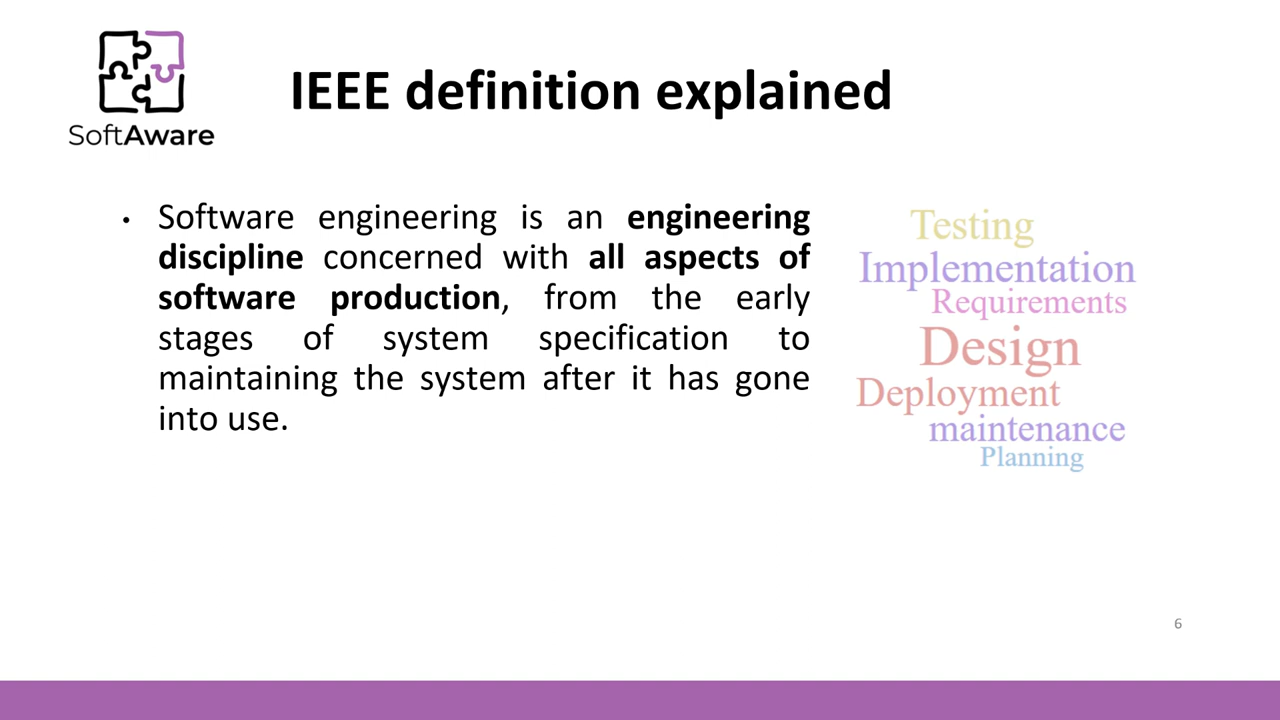 SoftAware
IEEE definition explained
• Software engineering is an engineering
discipline concerned with all aspects of
software production, from the early
stages of system specification to
maintaining the system after it has gone
into use.
Testing
Implementation
Requirements
Design
Deployment
maintenance
Planning
6